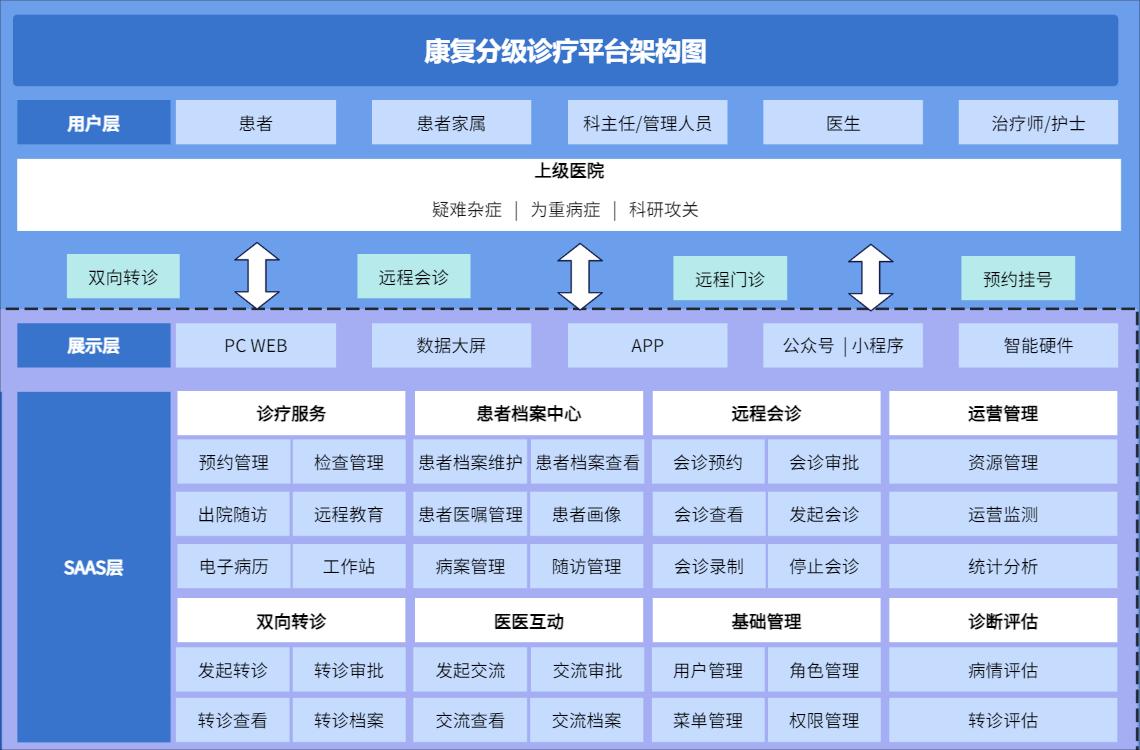 康复分级诊疗平台架构图
用户层 患者 患者家属 科主任/管理人员 医生 治疗师/护士
上级医院
疑难杂症 | 为重病症 | 科研攻关
双向转诊 远程会诊 远程门诊 预约挂号
展示层 PC WEB 数据大屏 APP 公众号 | 小程序 智能硬件
诊疗服务 患者档案中心 远程会诊 运营管理
预约管理 检查管理 患者档案维护 患者档案查看 会诊预约 会诊审批 资源管理
出院随访 远程教育 患者医嘱管理 患者画像 会诊查看 发起会诊 运营监测
SAAS层 电子病历 工作站 病案管理 随访管理 会诊录制 停止会诊 统计分析
双向转诊 医医互动 基础管理 诊断评估
发起转诊 转诊审批 发起交流 交流审批 用户管理 角色管理 病情评估
转诊查看 转诊档案 交流查看 交流档案 菜单管理 权限管理 转诊评估